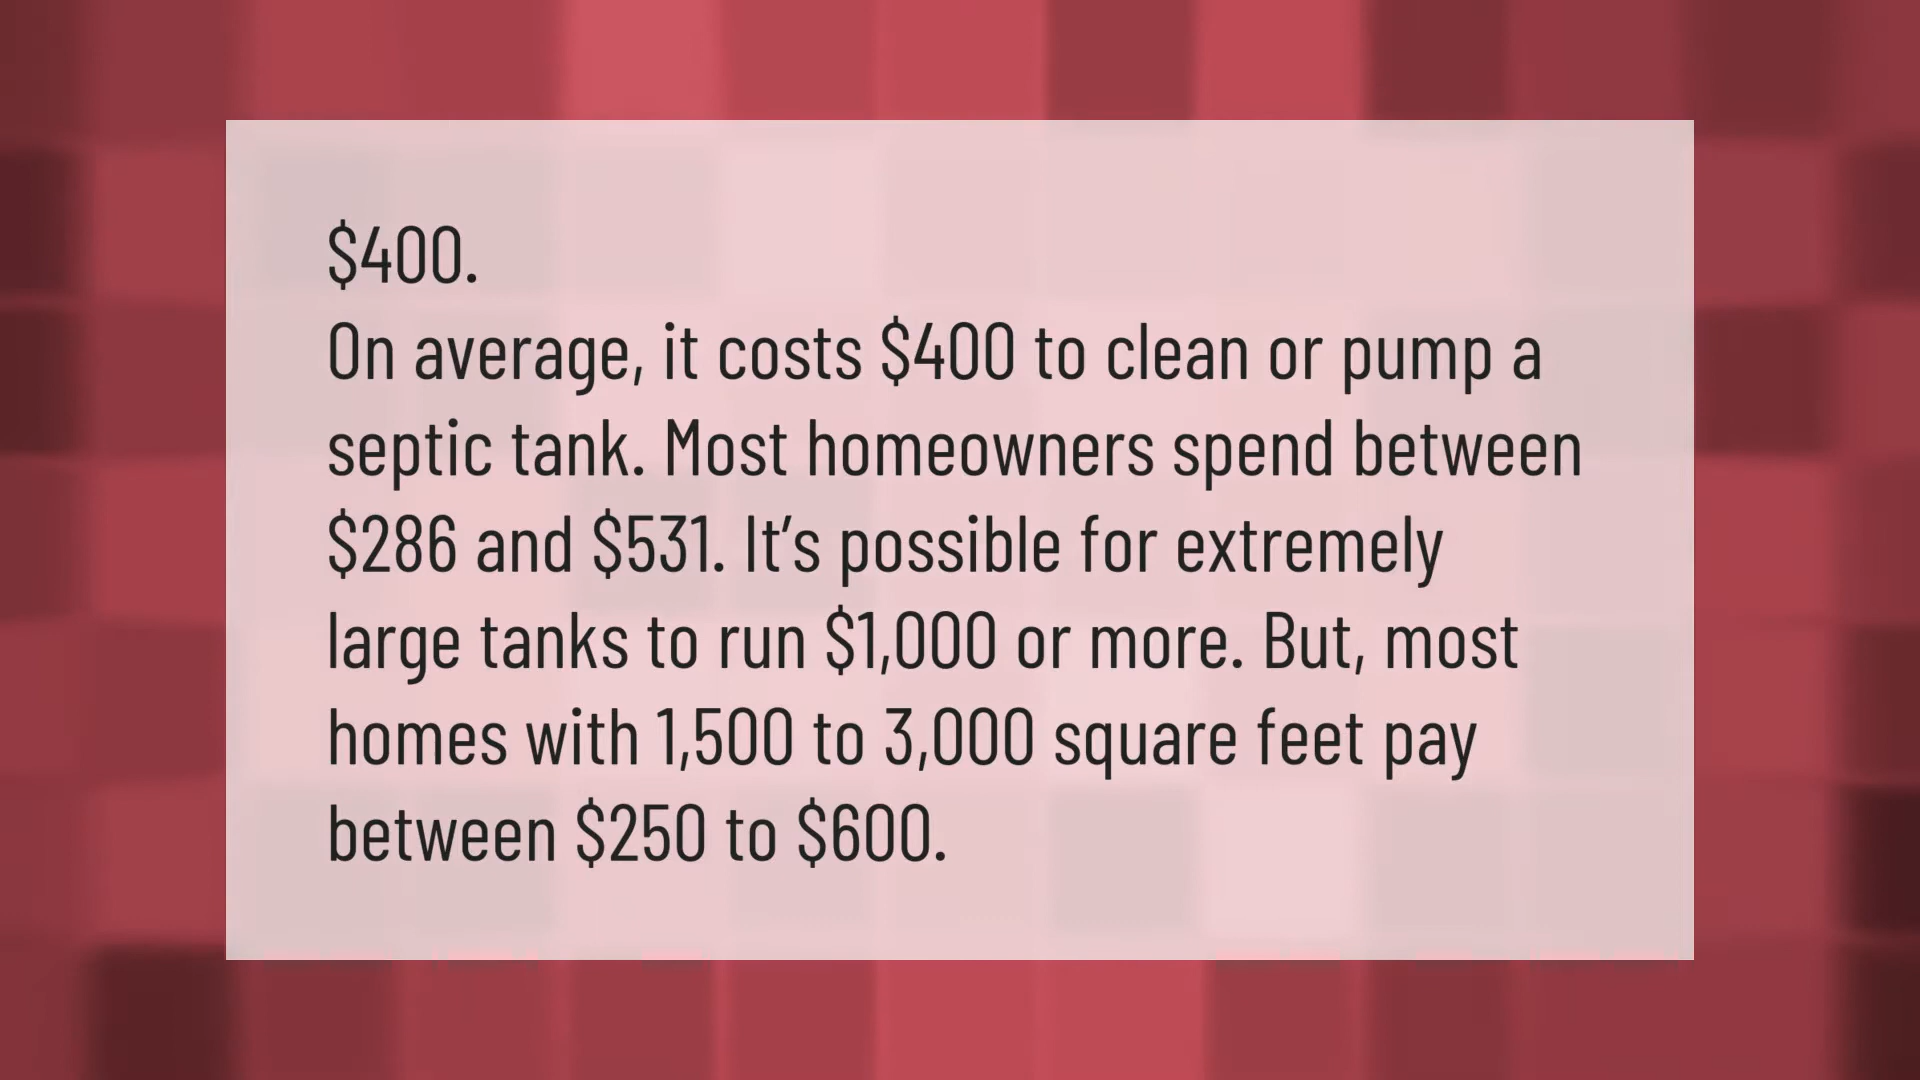 $400.
On average, it costs $400 to clean or pump a
septic tank. Most homeowners spend between
$286 and $531. It’s possible for extremely
large tanks to run $1,000 or more. But, most
homes with 1,500 to 3,000 square feet pay
between $250 to $600.